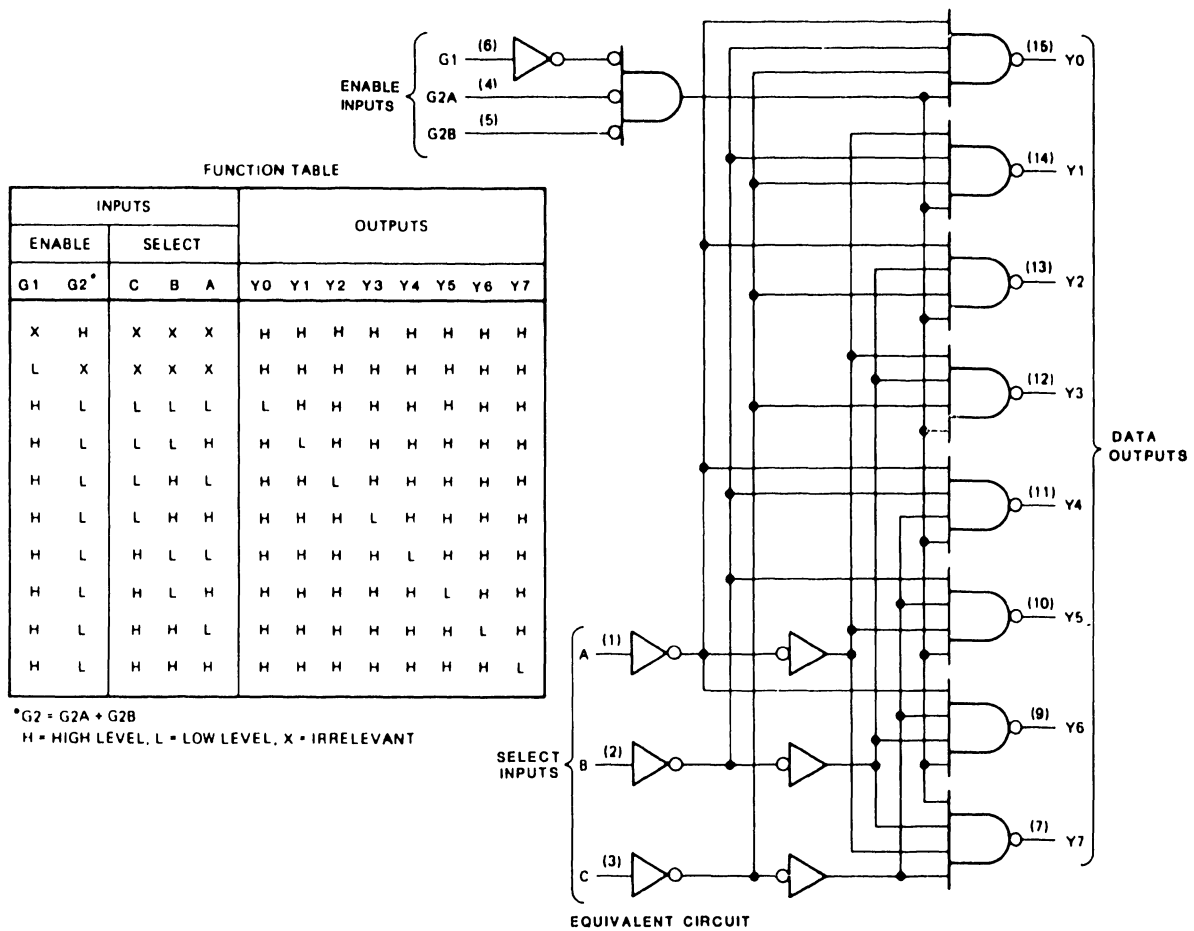 ENABLE
INPUTS
G1 (6)
G2A (4)
G2B (5)
FUNCTION TABLE
INPUTS OUTPUTS
ENABLE SELECT
G1 G2* C B A Y0 Y1 Y2 Y3 Y4 Y5 Y6 Y7
X H X X X H H H H H H H H
L X X X X H H H H H H H H
H L L L L L H H H H H H H
H L L L H H L H H H H H H
H L L H L H H L H H H H H
H L L H H H H H L H H H H
H L H L L H H H H L H H H
H L H L H H H H H H L H H
H L H H L H H H H H H L H
H L H H H H H H H H H H L
*G2 = G2A + G2B
H = HIGH LEVEL, L = LOW LEVEL, X = IRRELEVANT
SELECT
INPUTS
A (1)
B (2)
C (3)
(15) Y0
(14) Y1
(13) Y2
(12) Y3
(11) Y4
(10) Y5
(9) Y6
(7) Y7
DATA
OUTPUTS
EQUIVALENT CIRCUIT